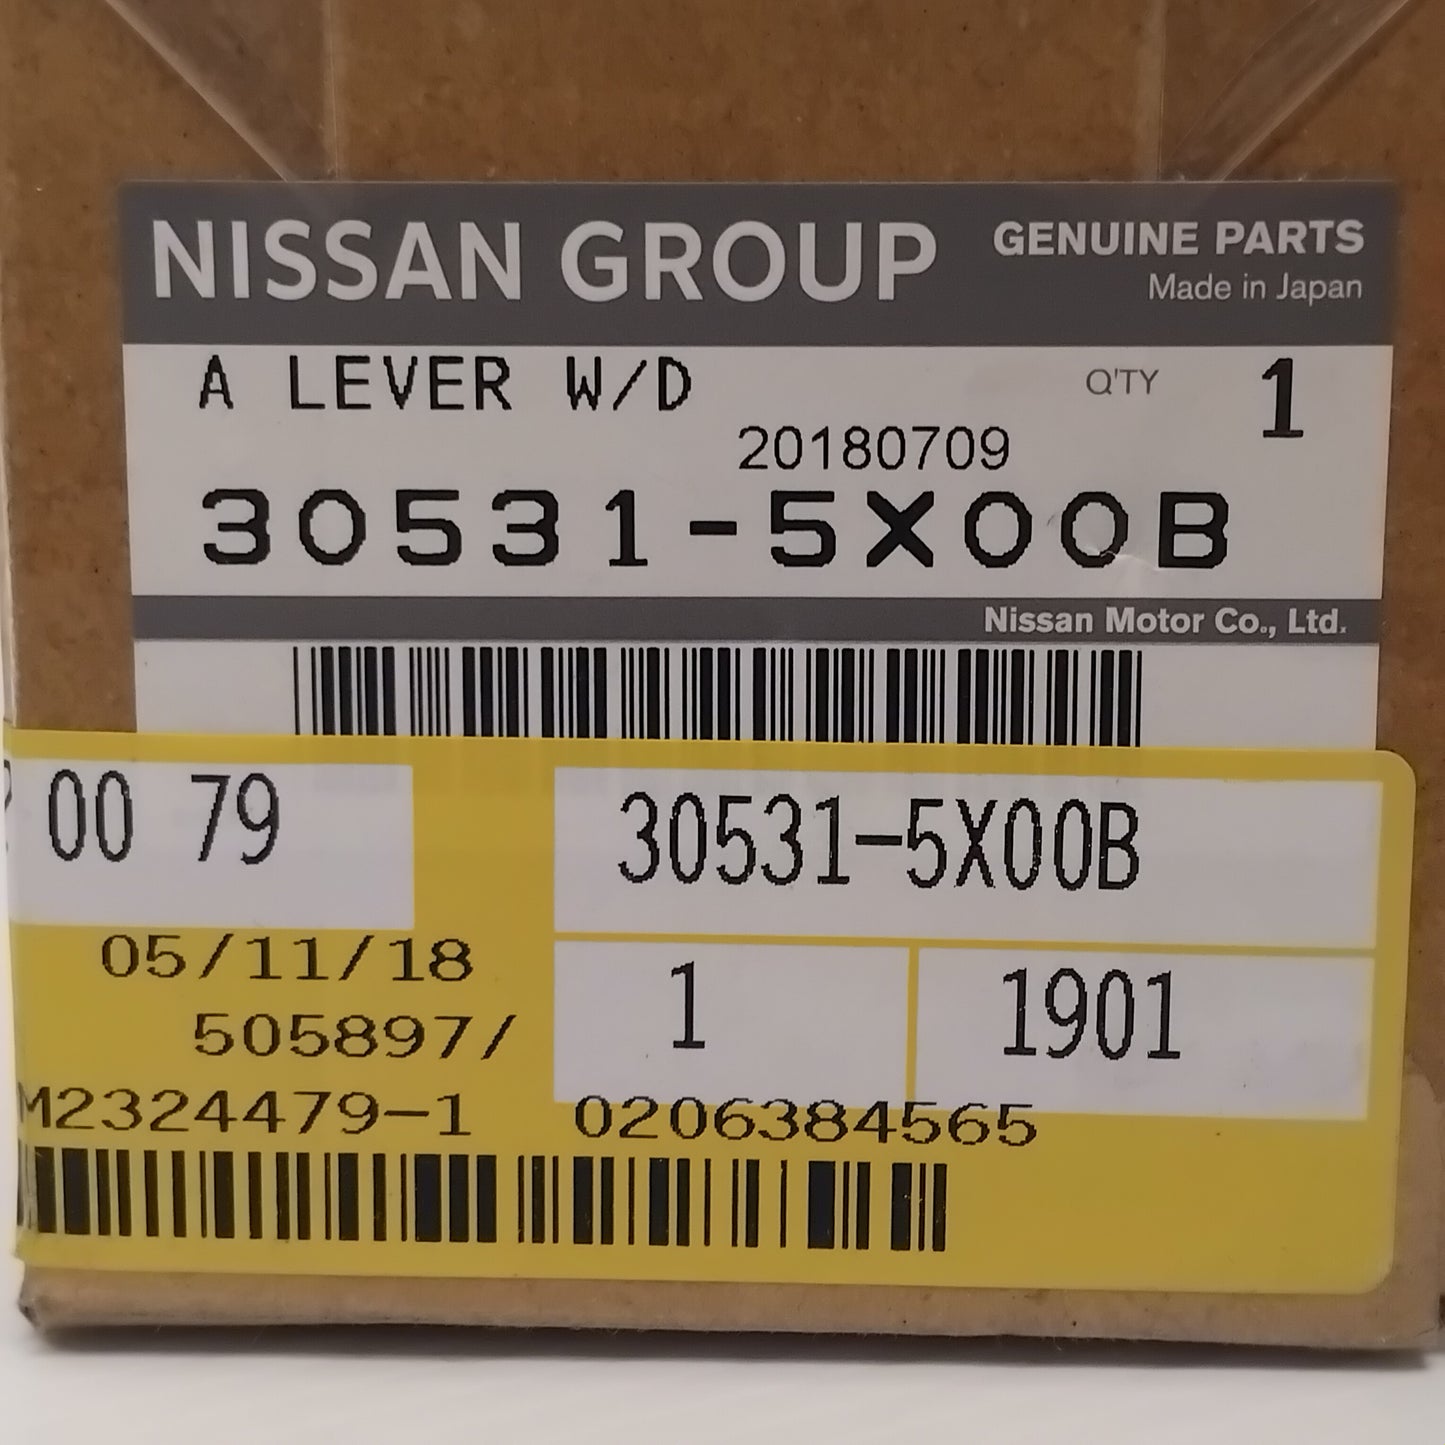 NISSAN GROUP
GENUINE PARTS
Made in Japan
A LEVER W/D
Q'TY 1
20180709
30531-5X00B
Nissan Motor Co., Ltd.
00 79
30531-5X00B
05/11/18
1
1901
505897/
M2324479-1
0206384565